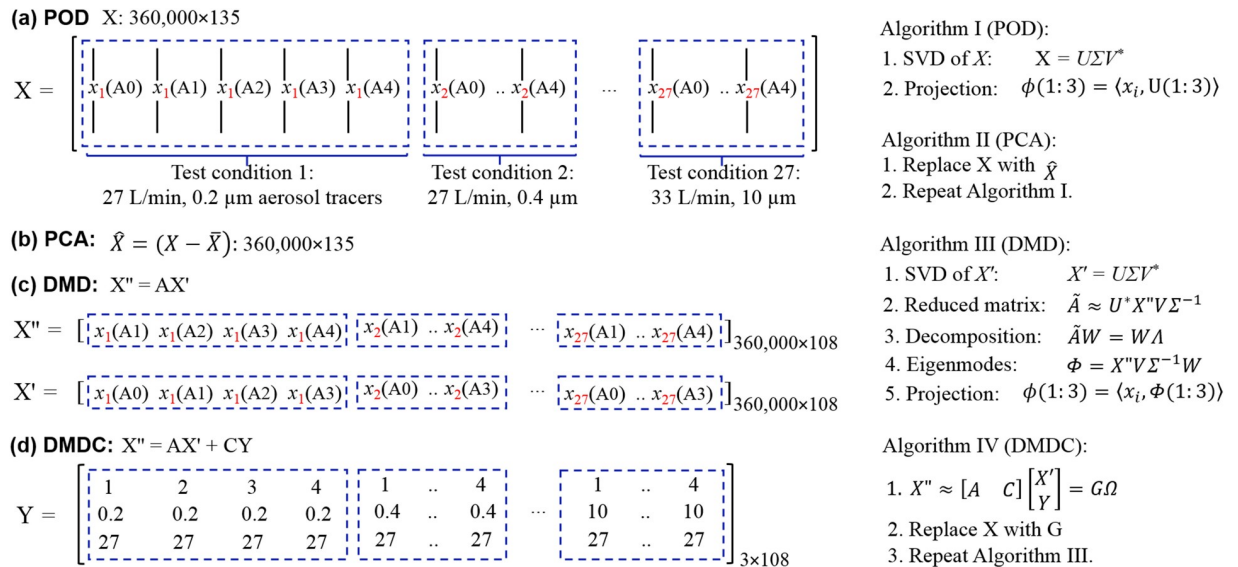 (a) POD X: 360,000×135
X = [ x₁(A0) x₁(A1) x₁(A2) x₁(A3) x₁(A4) x₂(A0) .. x₂(A4) ... x₂₇(A0) .. x₂₇(A4) ]
Test condition 1:
27 L/min, 0.2 µm aerosol tracers
Test condition 2:
27 L/min, 0.4 µm
Test condition 27:
33 L/min, 10 µm
(b) PCA: X̂ = (X − X̄): 360,000×135
(c) DMD: X" = AX'
X" = [ x₁(A1) x₁(A2) x₁(A3) x₁(A4) x₂(A1) .. x₂(A4) ... x₂₇(A1) .. x₂₇(A4) ] 360,000×108
X' = [ x₁(A0) x₁(A1) x₁(A2) x₁(A3) x₂(A0) .. x₂(A3) ... x₂₇(A0) .. x₂₇(A3) ] 360,000×108
(d) DMDC: X" = AX' + CY
1 2 3 4 1 .. 4 1 .. 4
Y = 0.2 0.2 0.2 0.2 0.4 .. 0.4 ... 10 .. 10
27 27 27 27 27 .. 27 27 .. 27
3×108
Algorithm I (POD):
1. SVD of X: X = UΣV*
2. Projection: ϕ(1:3) = ⟨xᵢ, U(1:3)⟩
Algorithm II (PCA):
1. Replace X with X̂
2. Repeat Algorithm I.
Algorithm III (DMD):
1. SVD of X': X' = UΣV*
2. Reduced matrix: Ã ≈ U*X"VΣ⁻¹
3. Decomposition: ÃW = WΛ
4. Eigenmodes: Φ = X"VΣ⁻¹W
5. Projection: ϕ(1:3) = ⟨xᵢ, Φ(1:3)⟩
Algorithm IV (DMDC):
1. X" ≈ [A C] [X' Y] = GΩ
2. Replace X with G
3. Repeat Algorithm III.